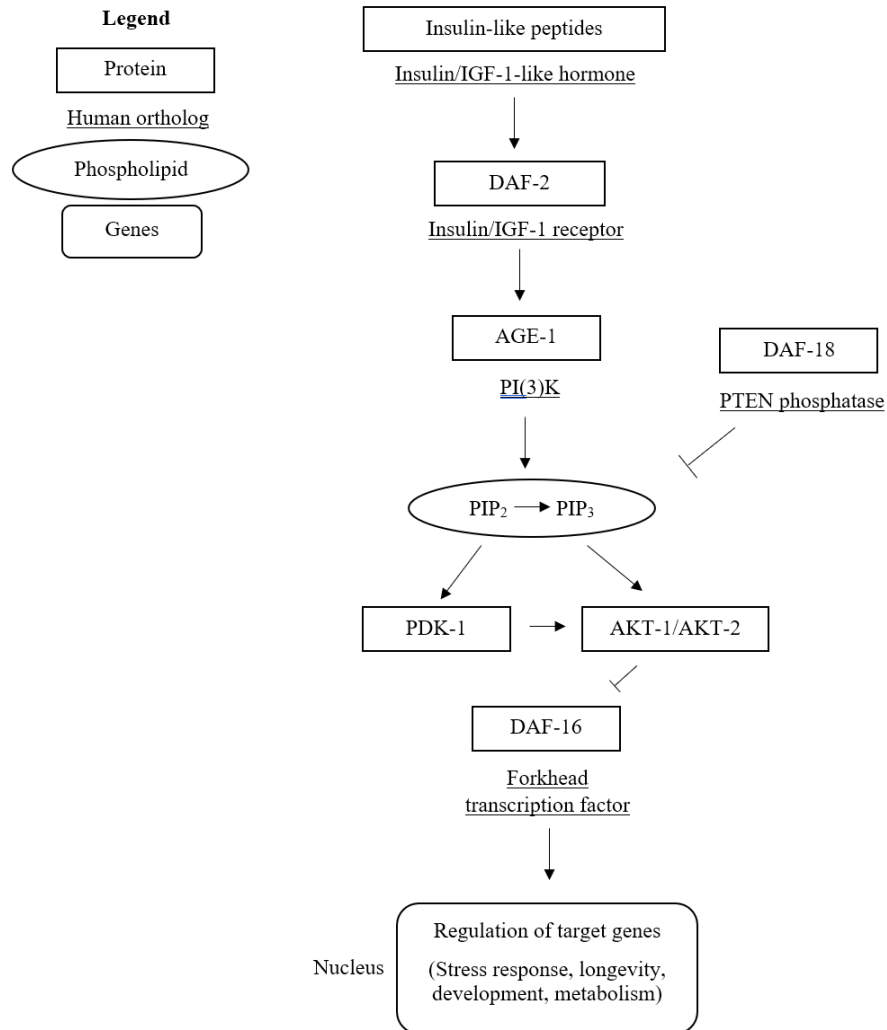 Legend
Protein
Human ortholog
Phospholipid
Genes
Insulin-like peptides
Insulin/IGF-1-like hormone
DAF-2
Insulin/IGF-1 receptor
AGE-1
PI(3)K
DAF-18
PTEN phosphatase
PIP₂ → PIP₃
PDK-1
AKT-1/AKT-2
DAF-16
Forkhead
transcription factor
Nucleus
Regulation of target genes
(Stress response, longevity,
development, metabolism)